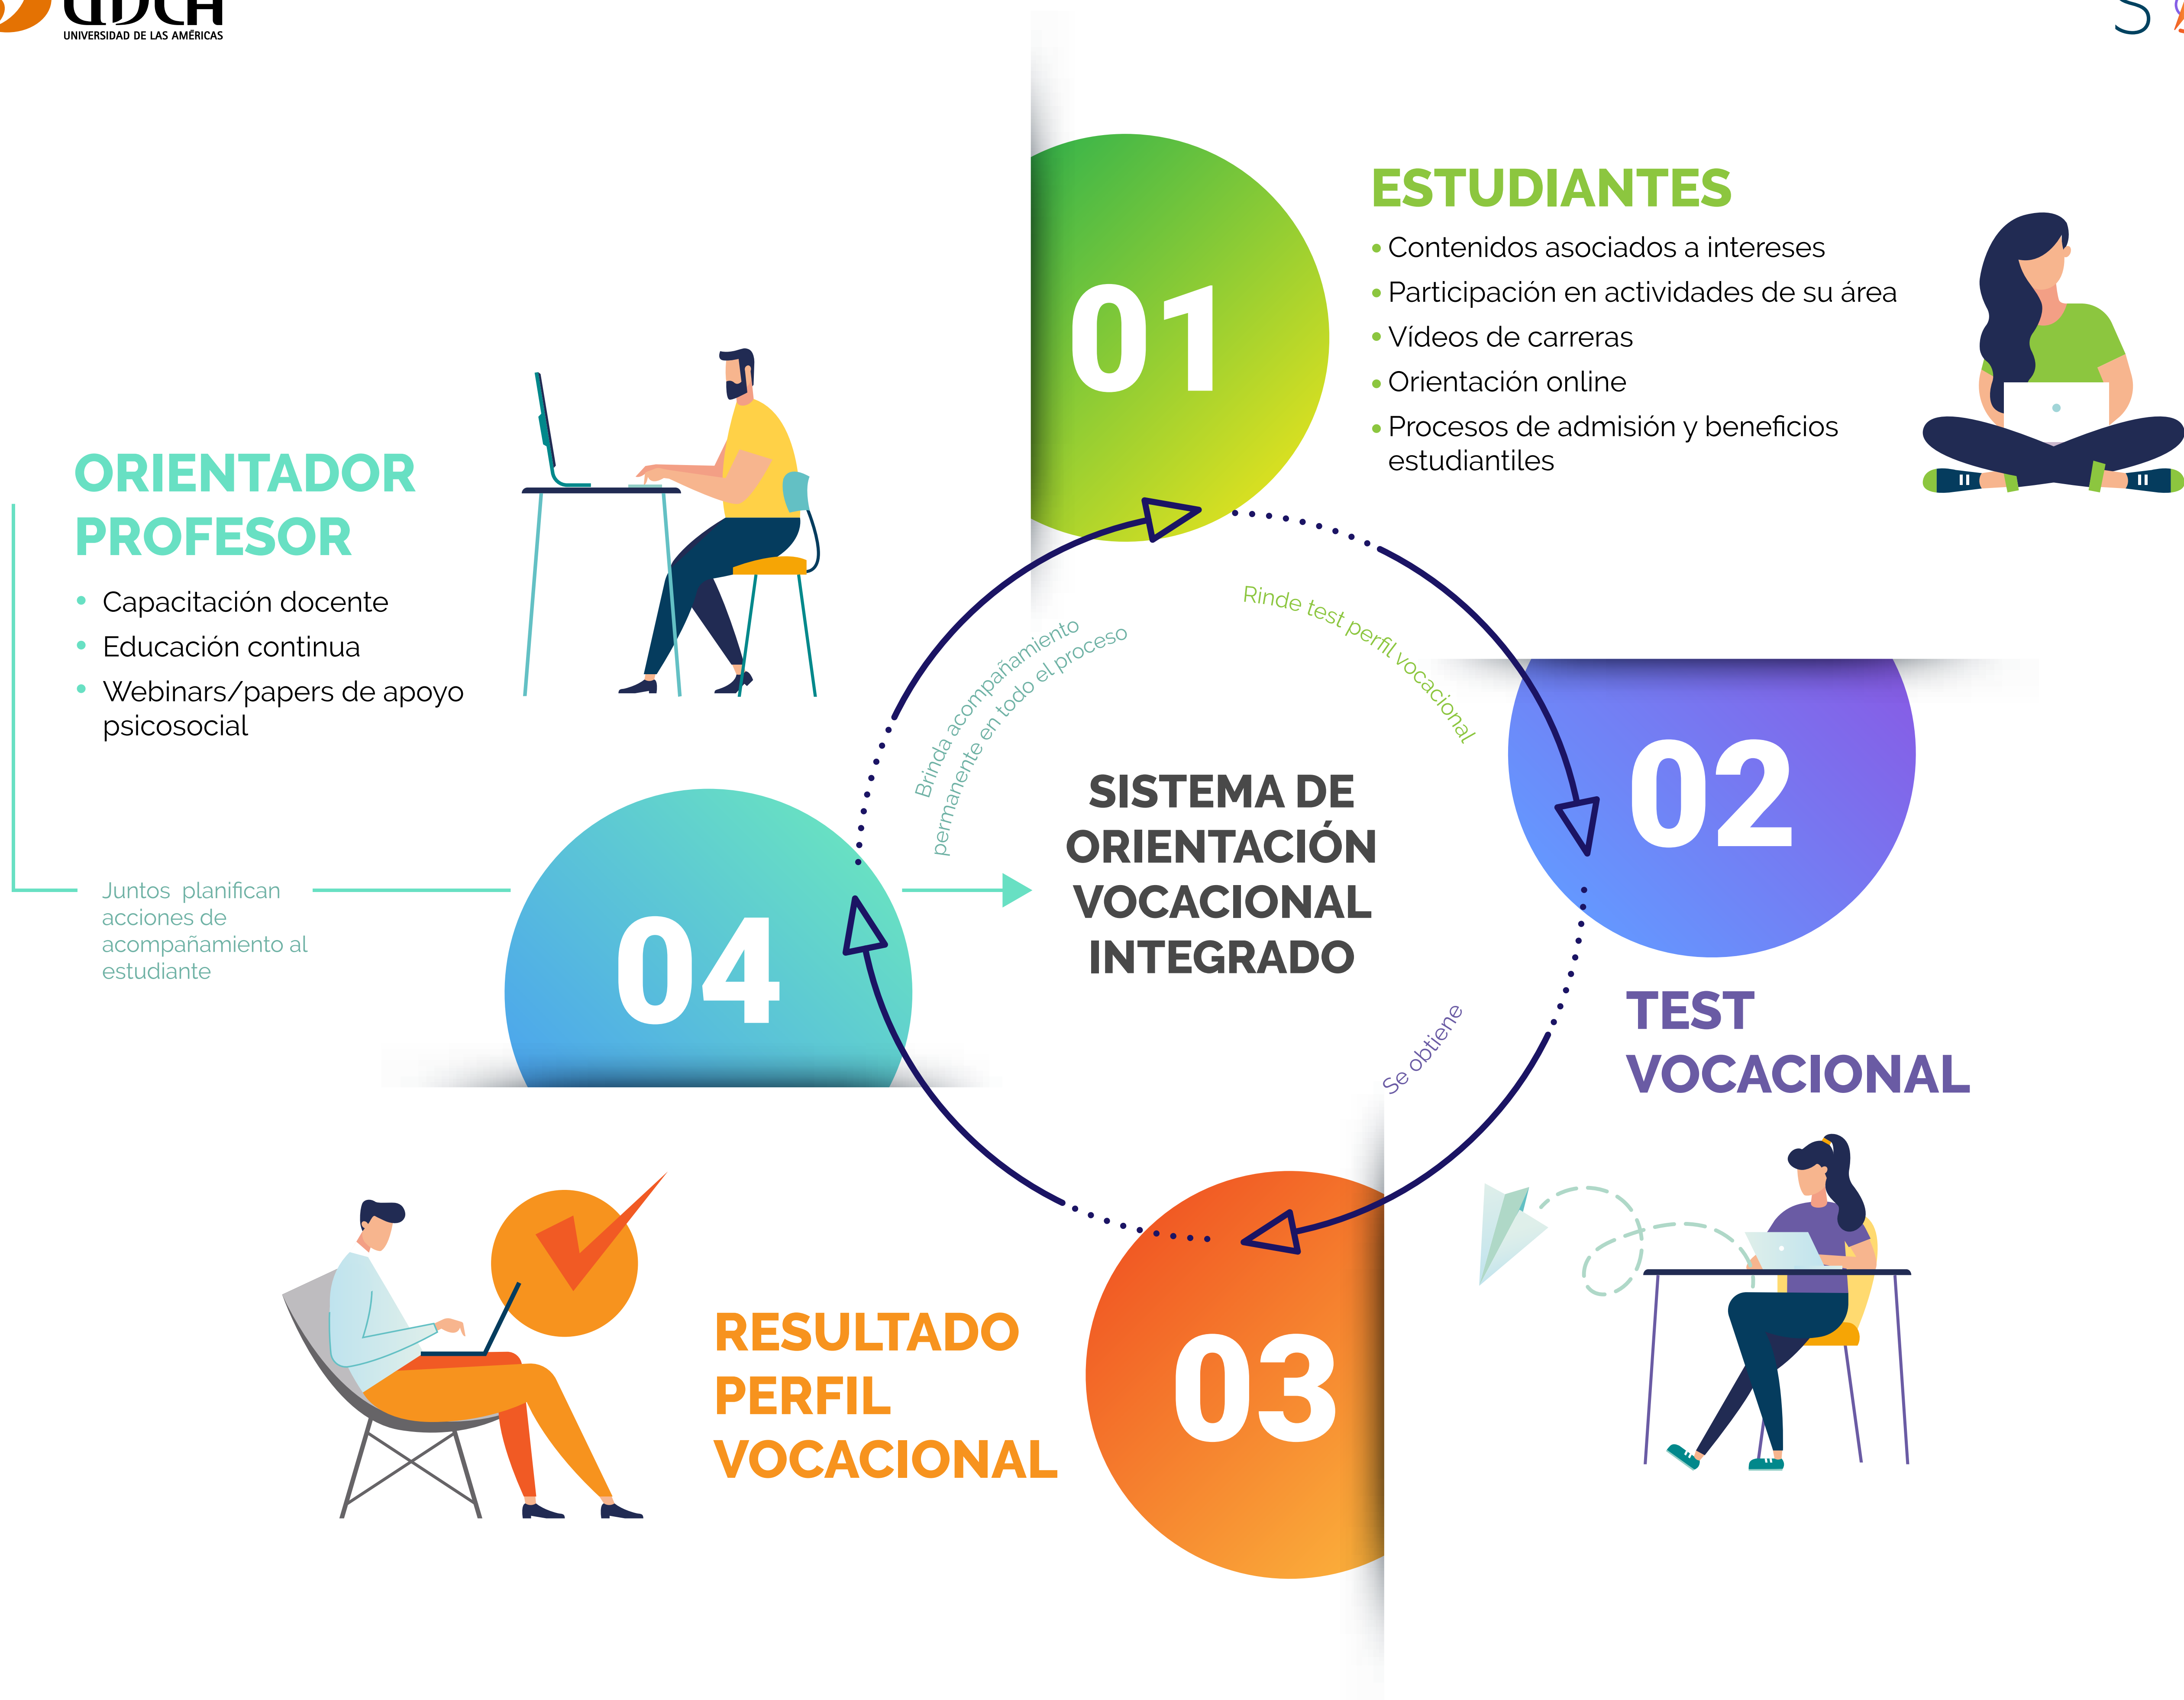 UNIVERSIDAD DE LAS AMÉRICAS
01
ESTUDIANTES
• Contenidos asociados a intereses
• Participación en actividades de su área
• Vídeos de carreras
• Orientación online
• Procesos de admisión y beneficios
estudiantiles
ORIENTADOR
PROFESOR
• Capacitación docente
• Educación continua
• Webinars/papers de apoyo
psicosocial
Juntos planifican
acciones de
acompañamiento al
estudiante
04
Brinda acompañamiento
permanente en todo el proceso
Rinde test perfil vocacional
SISTEMA DE
ORIENTACIÓN
VOCACIONAL
INTEGRADO
02
TEST
VOCACIONAL
Se obtiene
03
RESULTADO
PERFIL
VOCACIONAL